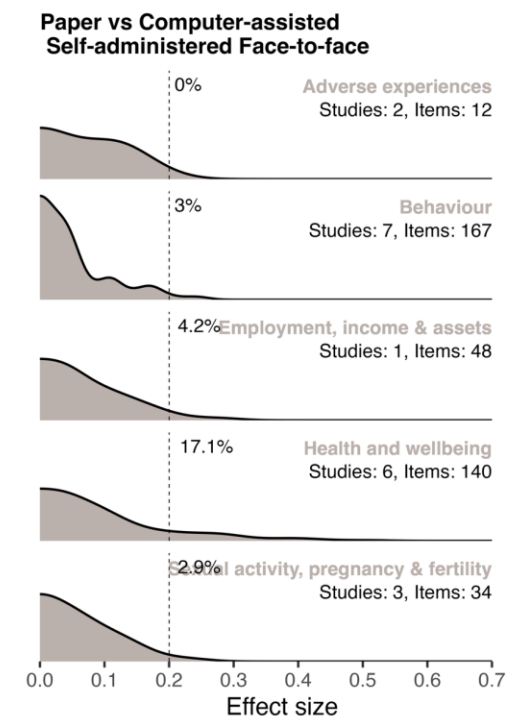 Paper vs Computer-assisted
Self-administered Face-to-face
0%
Adverse experiences
Studies: 2, Items: 12
3%
Behaviour
Studies: 7, Items: 167
4.2%
Employment, income & assets
Studies: 1, Items: 48
17.1%
Health and wellbeing
Studies: 6, Items: 140
2.9%
Sexual activity, pregnancy & fertility
Studies: 3, Items: 34
0.0 0.1 0.2 0.3 0.4 0.5 0.6 0.7
Effect size